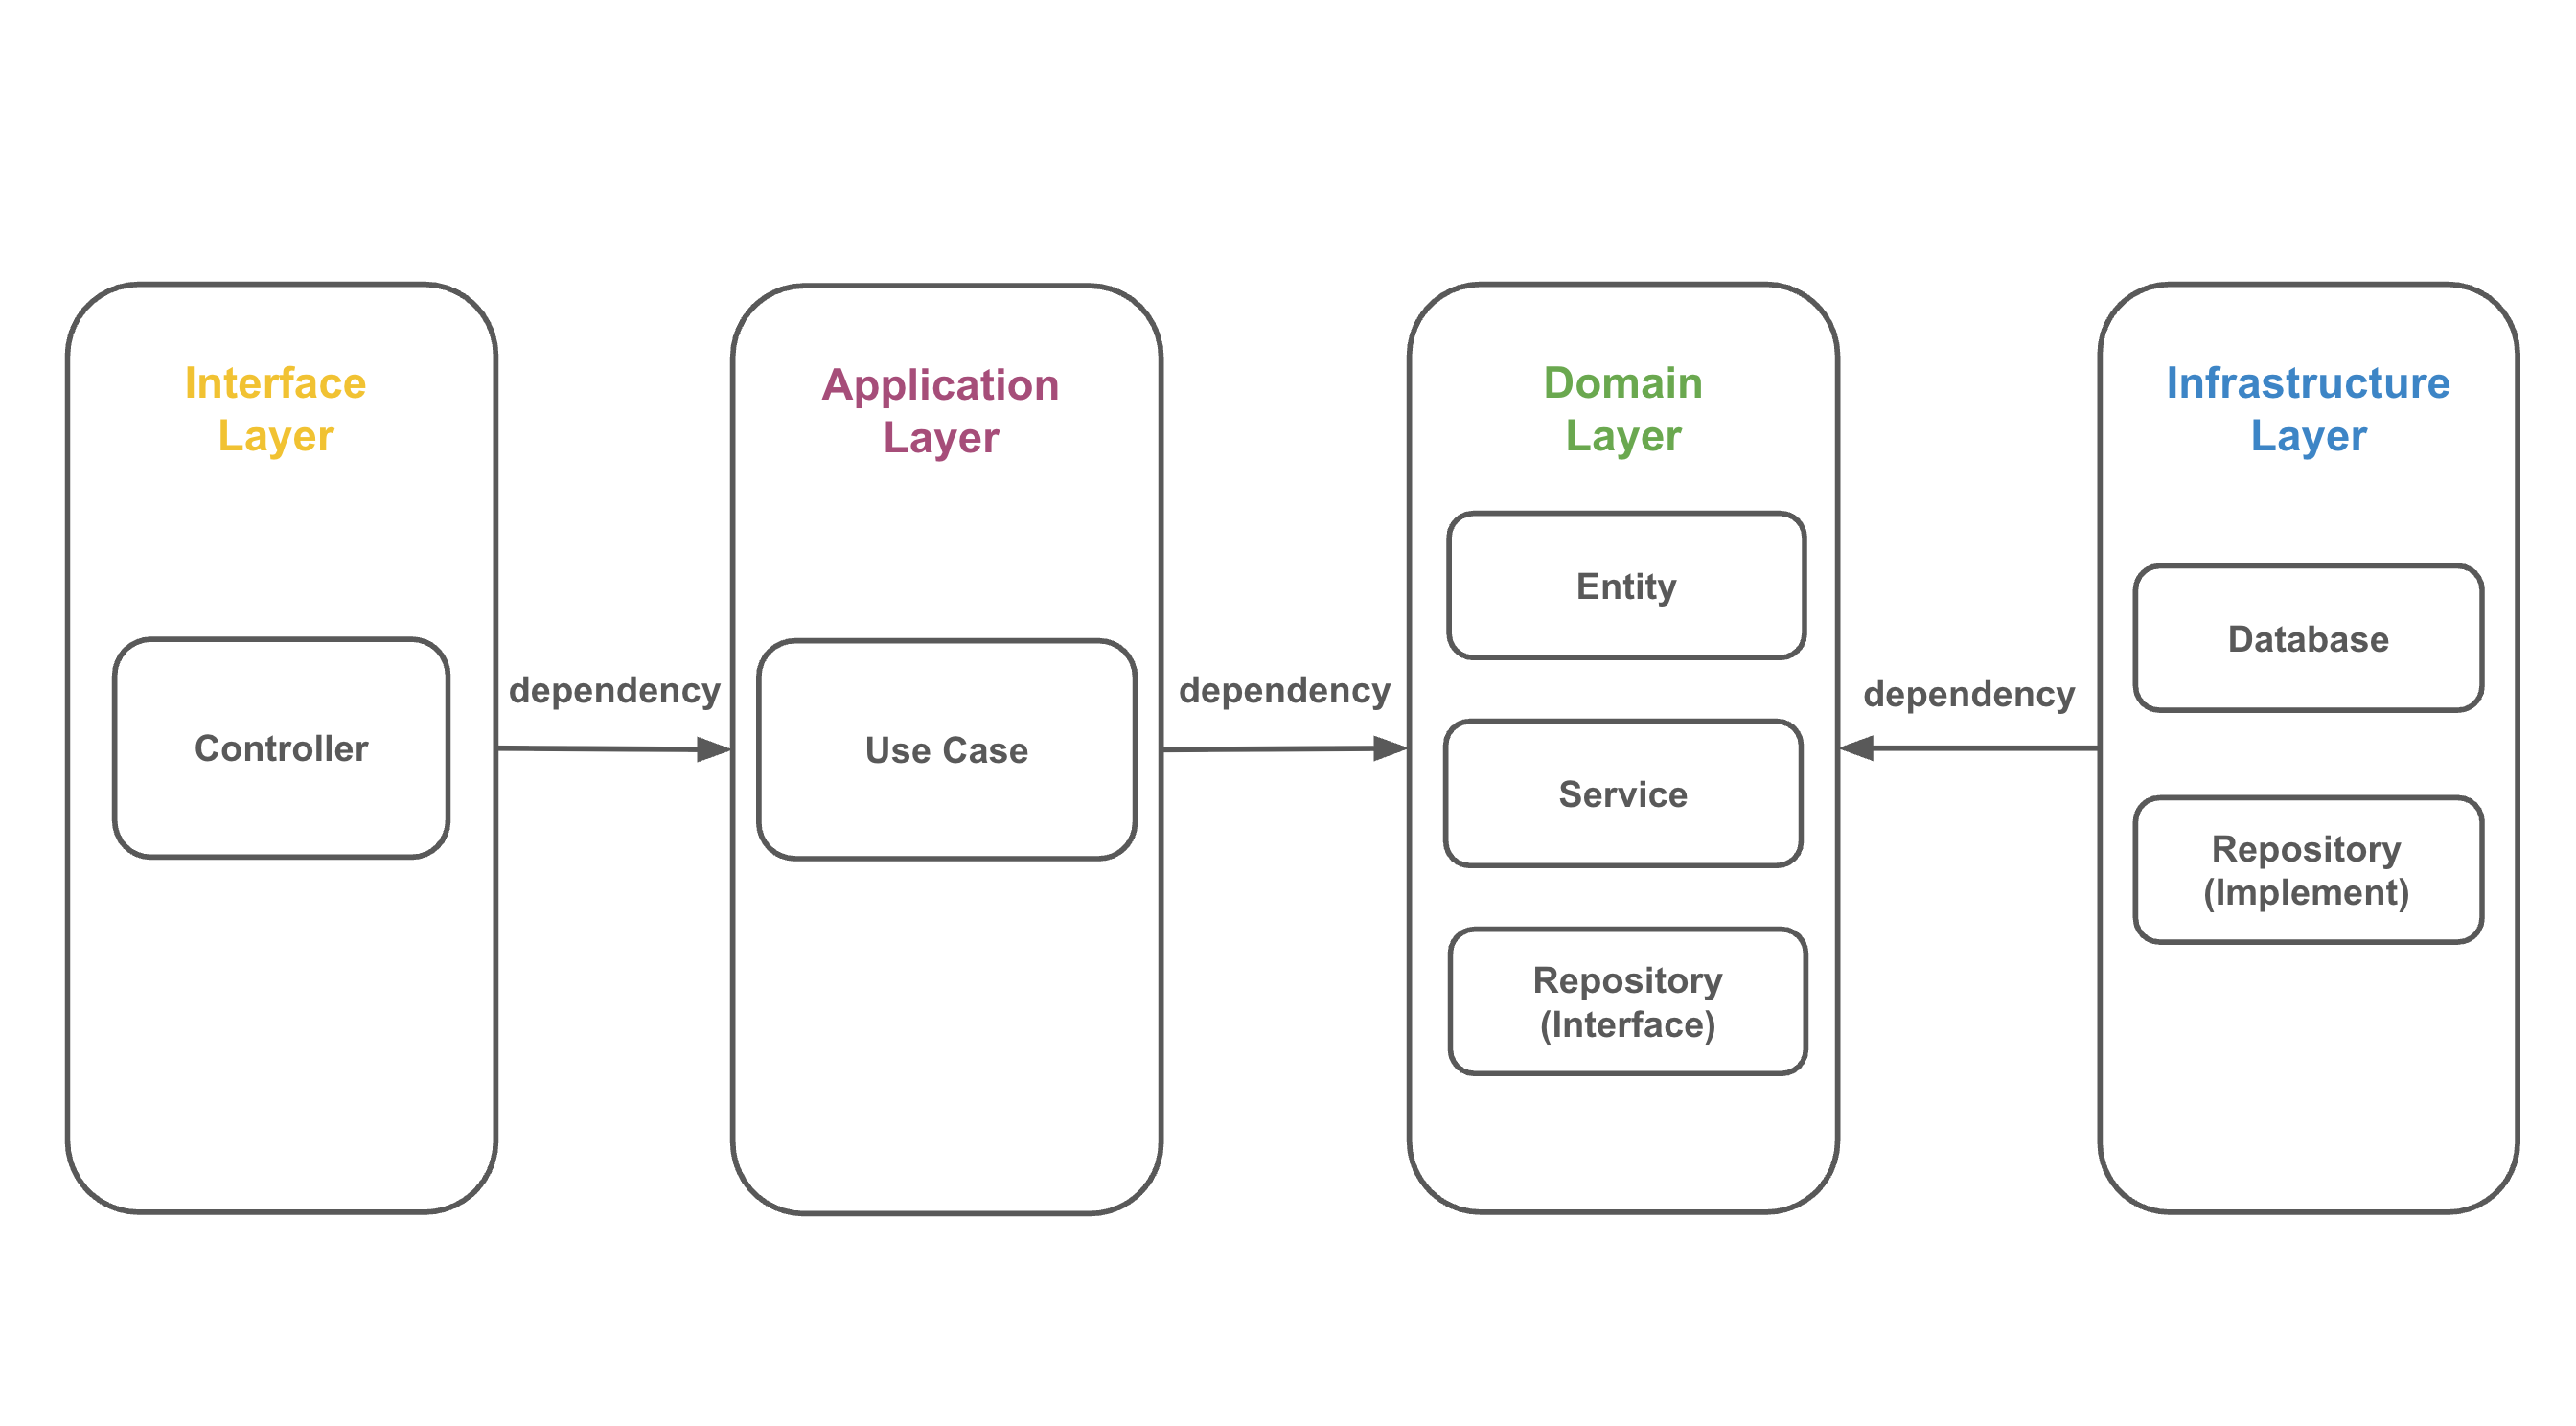 Interface
Layer
Controller
dependency
Application
Layer
Use Case
dependency
Domain
Layer
Entity
Service
Repository
(Interface)
dependency
Infrastructure
Layer
Database
Repository
(Implement)